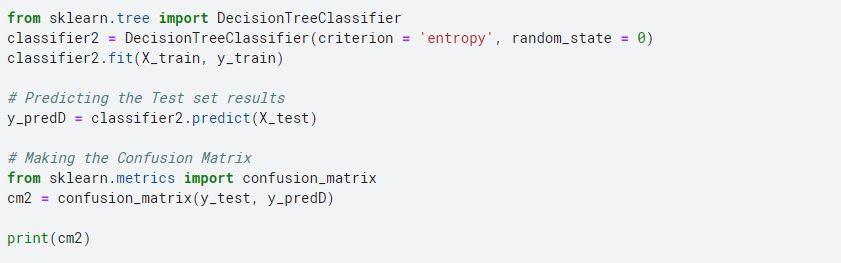 from sklearn.tree import DecisionTreeClassifier
classifier2 = DecisionTreeClassifier(criterion = 'entropy', random_state = 0)
classifier2.fit(X_train, y_train)
# Predicting the Test set results
y_predD = classifier2.predict(X_test)
# Making the Confusion Matrix
from sklearn.metrics import confusion_matrix
cm2 = confusion_matrix(y_test, y_predD)
print(cm2)